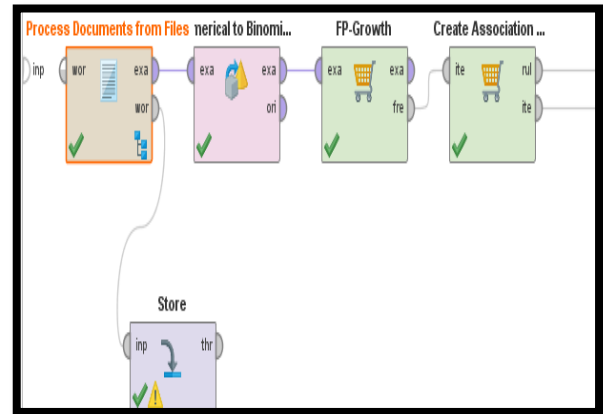 Process Documents from Files
nerical to Binomi...
FP-Growth
Create Association ...
inp
wor
exa
wor
exa
exa
ori
exa
exa
fre
ite
rul
ite
Store
inp
thr